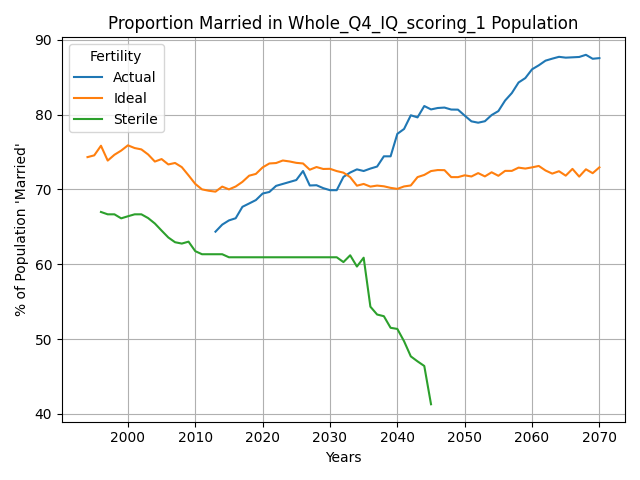 Proportion Married in Whole_Q4_IQ_scoring_1 Population
Fertility
Actual
Ideal
Sterile
% of Population 'Married'
90
80
70
60
50
40
2000 2010 2020 2030 2040 2050 2060 2070
Years